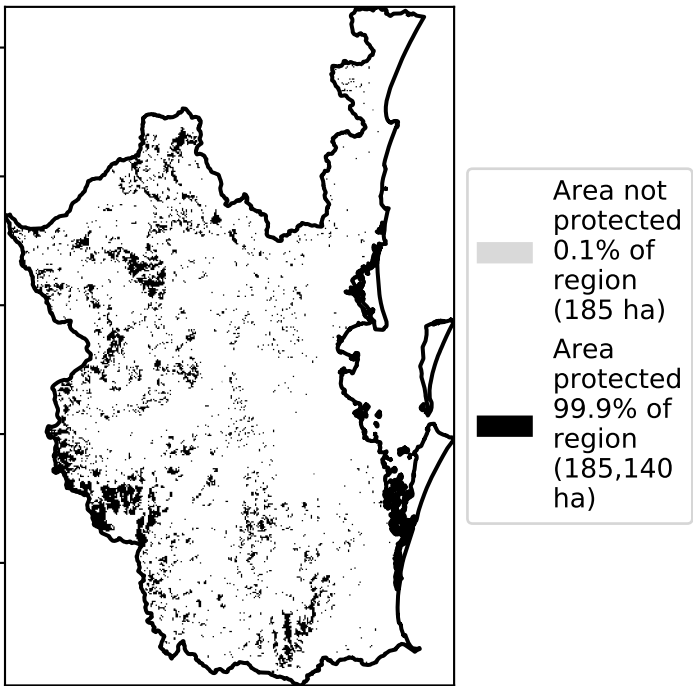 Area not
protected
0.1% of
region
(185 ha)
Area
protected
99.9% of
region
(185,140
ha)